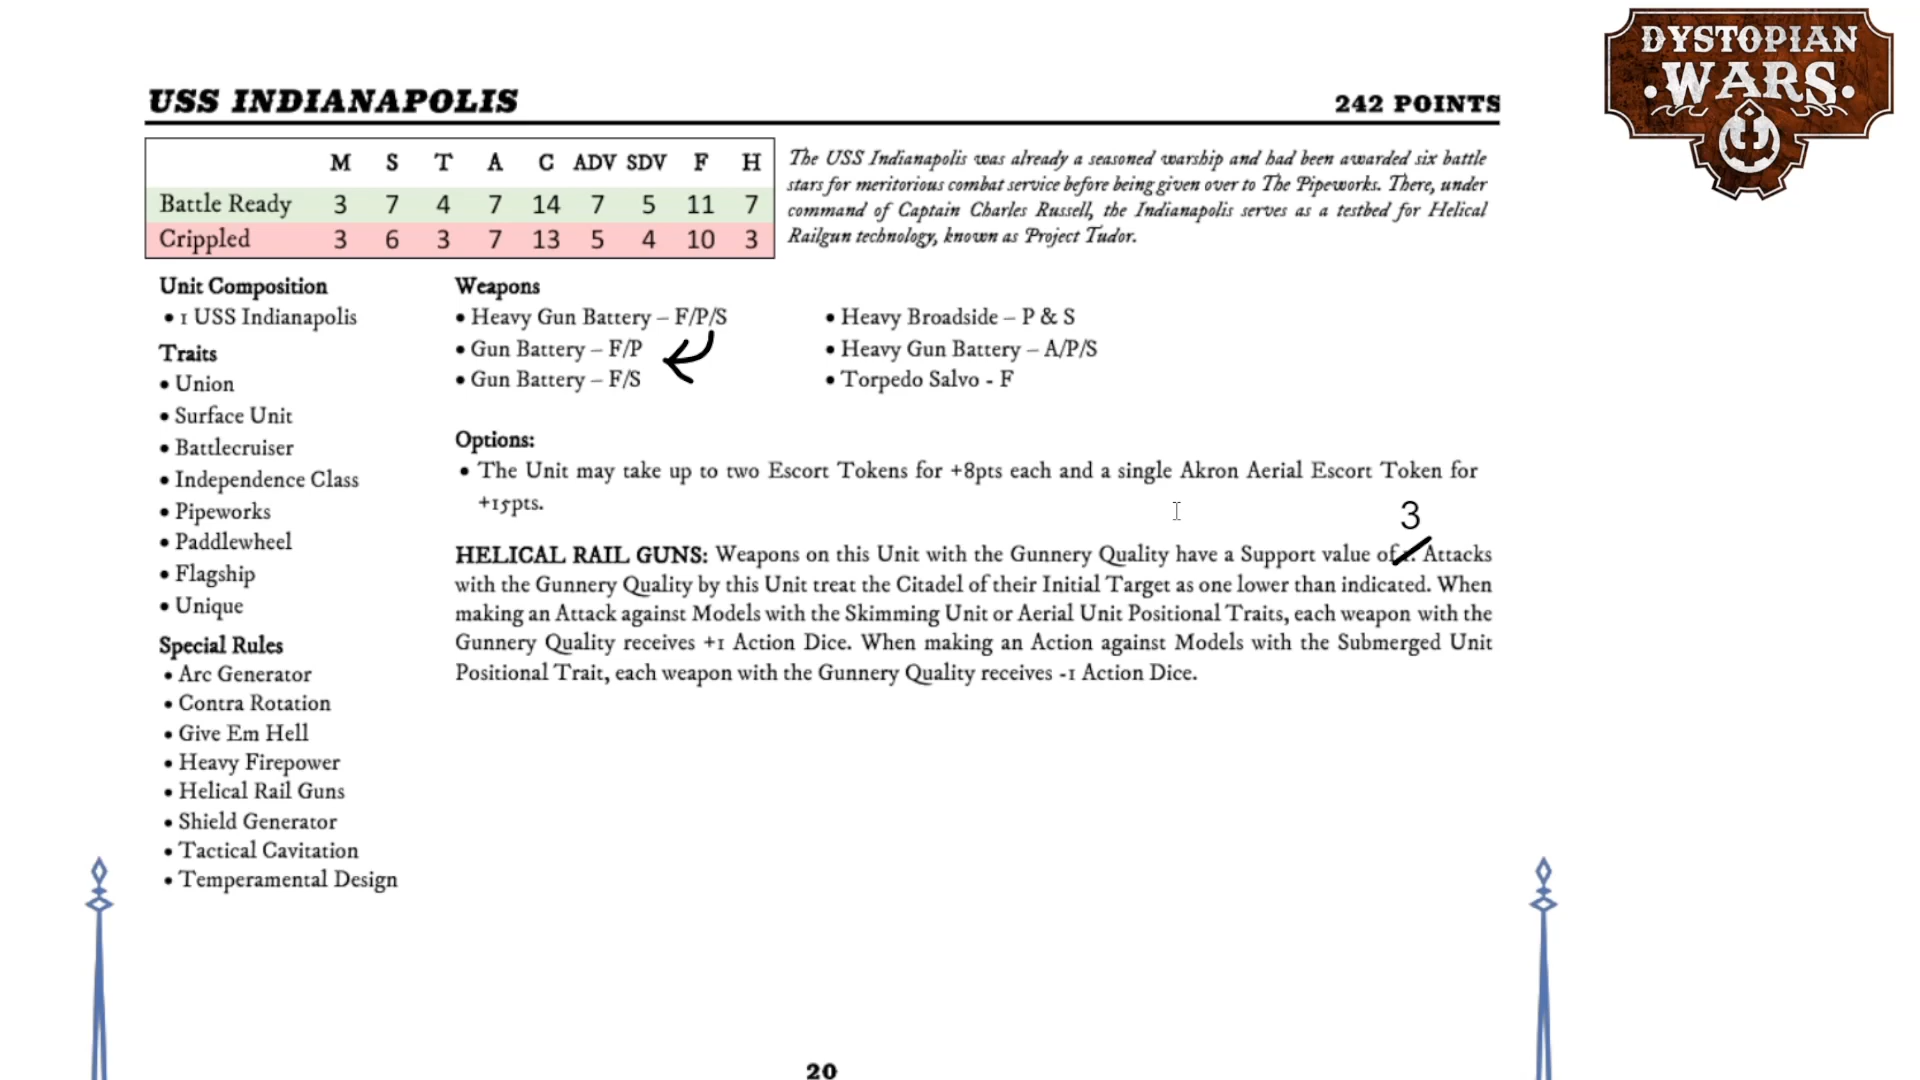 DYSTOPIAN
WARS
USS INDIANAPOLIS
242 POINTS
M S T A C ADV SDV F H
Battle Ready 3 7 4 7 14 7 5 11 7
Crippled 3 6 3 7 13 5 4 10 3
The USS Indianapolis was already a seasoned warship and had been awarded six battle
stars for meritorious combat service before being given over to The Pipeworks. There, under
command of Captain Charles Russell, the Indianapolis serves as a testbed for Helical
Railgun technology, known as Project Tudor.
Unit Composition
• 1 USS Indianapolis
Traits
• Union
• Surface Unit
• Battlecruiser
• Independence Class
• Pipeworks
• Paddlewheel
• Flagship
• Unique
Special Rules
• Arc Generator
• Contra Rotation
• Give Em Hell
• Heavy Firepower
• Helical Rail Guns
• Shield Generator
• Tactical Cavitation
• Temperamental Design
Weapons
• Heavy Gun Battery – F/P/S
• Gun Battery – F/P
• Gun Battery – F/S
• Heavy Broadside – P & S
• Heavy Gun Battery – A/P/S
• Torpedo Salvo - F
Options:
• The Unit may take up to two Escort Tokens for +8pts each and a single Akron Aerial Escort Token for
+15pts.
3
HELICAL RAIL GUNS: Weapons on this Unit with the Gunnery Quality have a Support value of Attacks
with the Gunnery Quality by this Unit treat the Citadel of their Initial Target as one lower than indicated. When
making an Attack against Models with the Skimming Unit or Aerial Unit Positional Traits, each weapon with the
Gunnery Quality receives +1 Action Dice. When making an Action against Models with the Submerged Unit
Positional Trait, each weapon with the Gunnery Quality receives -1 Action Dice.
20